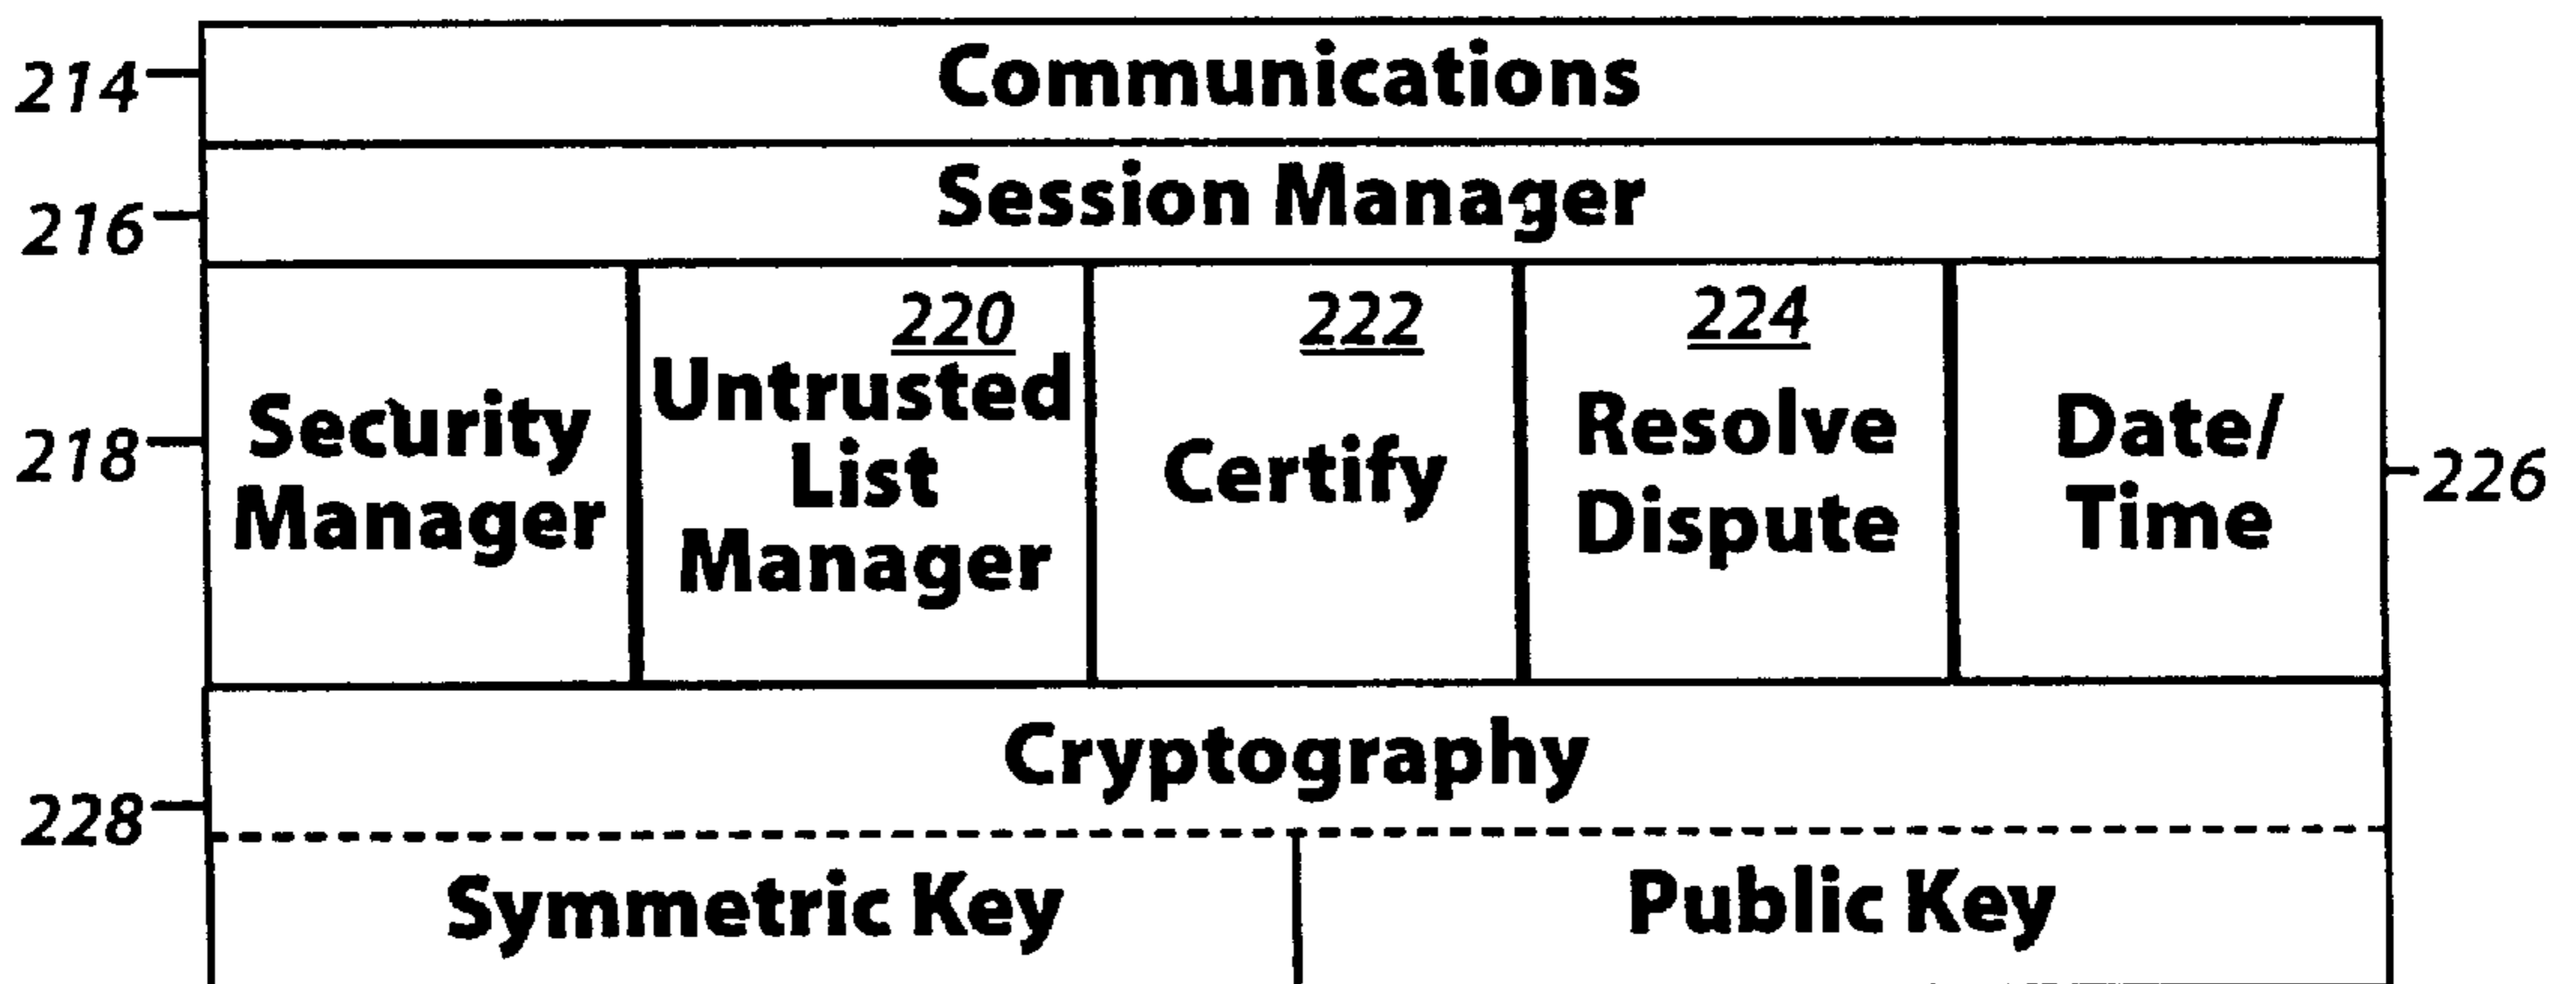 214
Communications
216
Session Manager
218
Security
Manager
220
Untrusted
List
Manager
222
Certify
224
Resolve
Dispute
Date/
Time
226
Cryptography
228
Symmetric Key
Public Key